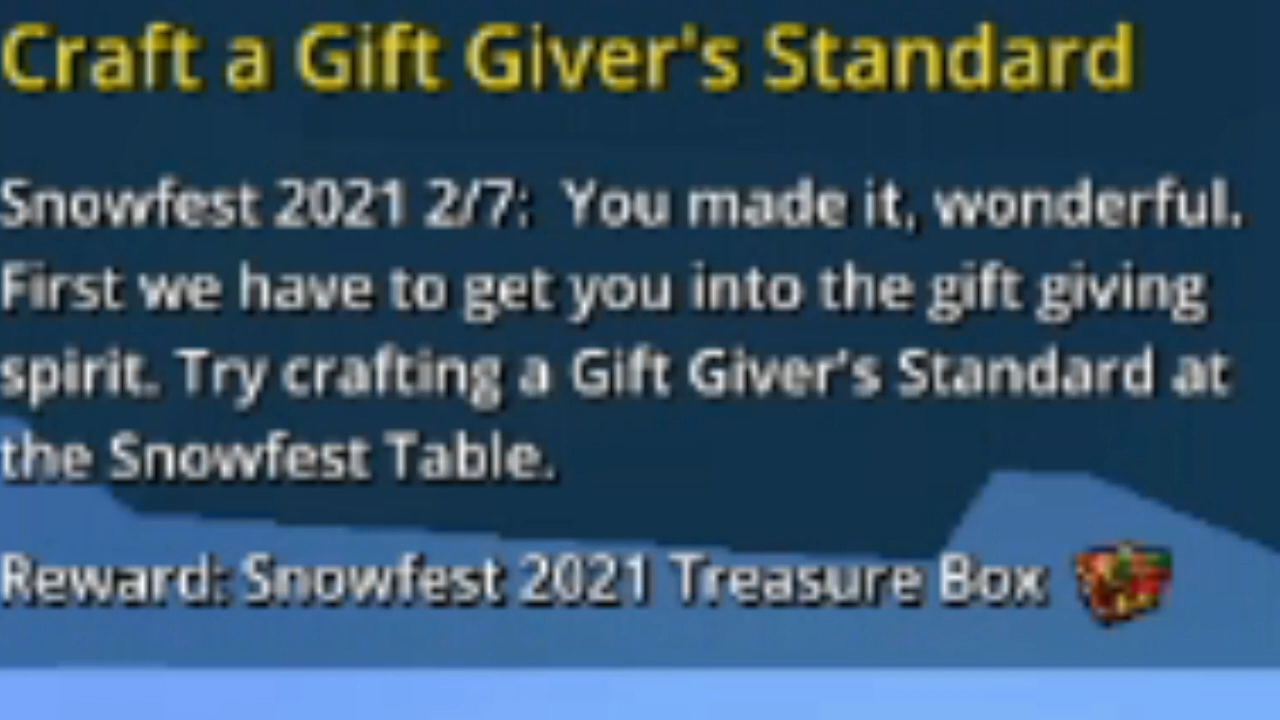 Craft a Gift Giver's Standard
Snowfest 2021 2/7:  You made it, wonderful.
First we have to get you into the gift giving
spirit. Try crafting a Gift Giver's Standard at
the Snowfest Table.
Reward: Snowfest 2021 Treasure Box